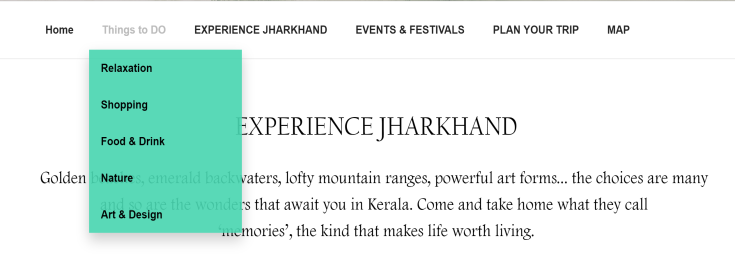 Home Things to DO EXPERIENCE JHARKHAND EVENTS & FESTIVALS PLAN YOUR TRIP MAP
Relaxation
Shopping
Food & Drink
Nature
Art & Design
EXPERIENCE JHARKHAND
Golden beaches, emerald backwaters, lofty mountain ranges, powerful art forms... the choices are many
and so are the wonders that await you in Kerala. Come and take home what they call
‘memories’, the kind that makes life worth living.